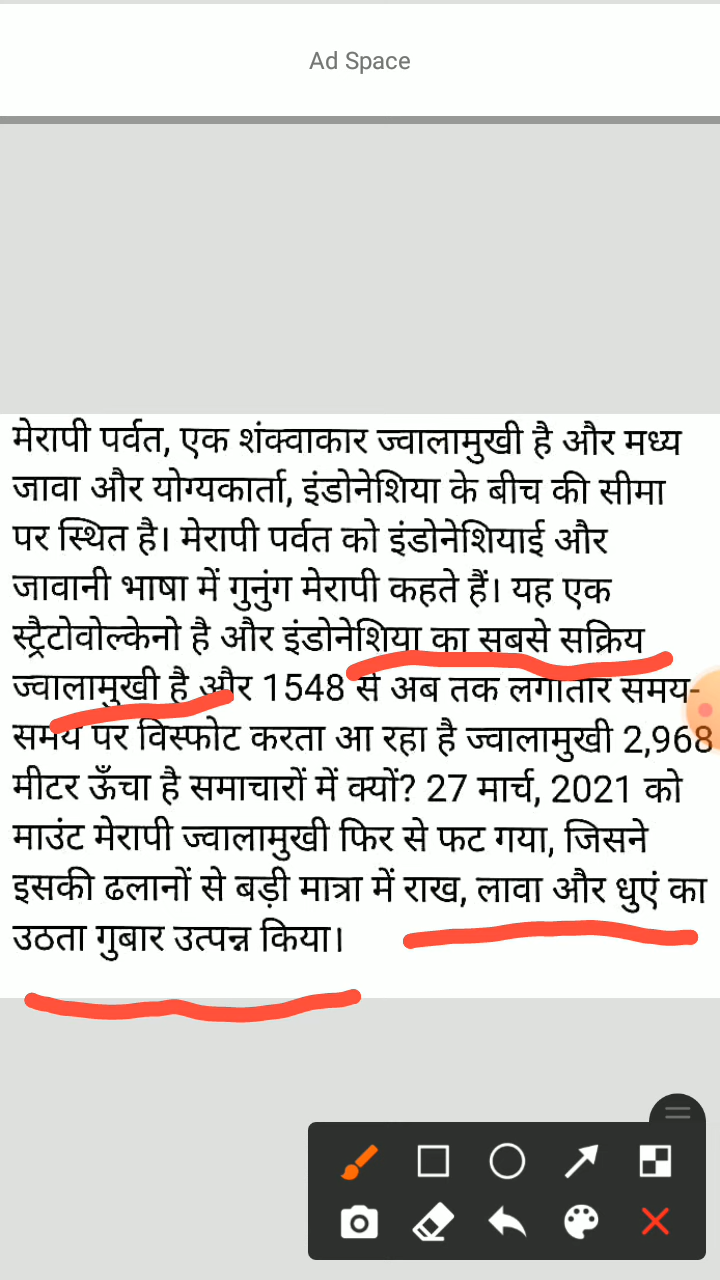 Ad Space
मेरापी पर्वत, एक शंक्वाकार ज्वालामुखी है और मध्य
जावा और योग्यकार्ता, इंडोनेशिया के बीच की सीमा
पर स्थित है। मेरापी पर्वत को इंडोनेशियाई और
जावानी भाषा में गुनुंग मेरापी कहते हैं। यह एक
स्ट्रैटोवोल्केनो है और इंडोनेशिया का सबसे सक्रिय
ज्वालामुखी है और 1548 से अब तक लगातार समय-
समय पर विस्फोट करता आ रहा है ज्वालामुखी 2,968
मीटर ऊँचा है समाचारों में क्यों? 27 मार्च, 2021 को
माउंट मेरापी ज्वालामुखी फिर से फट गया, जिसने
इसकी ढलानों से बड़ी मात्रा में राख, लावा और धुएं का
उठता गुबार उत्पन्न किया।